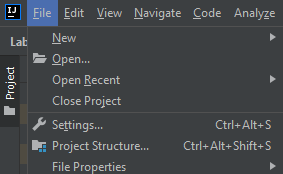 IJ File Edit View Navigate Code Analyze
Lab
Project
New
Open...
Open Recent
Close Project
Settings... Ctrl+Alt+S
Project Structure... Ctrl+Alt+Shift+S
File Properties